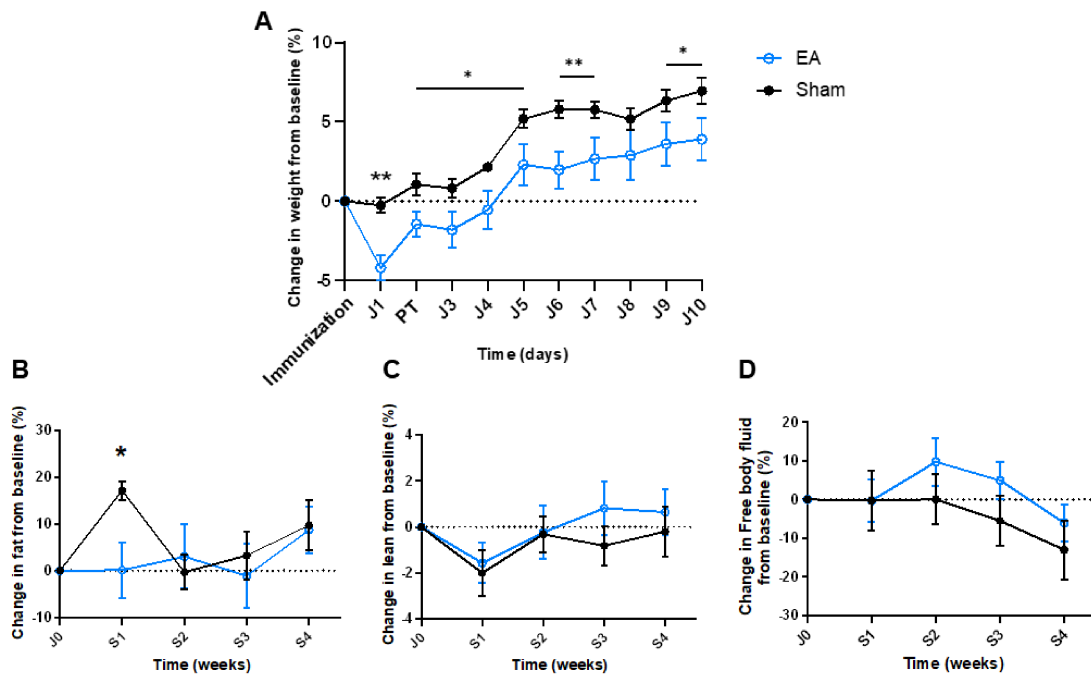 A
Change in weight from baseline (%)
10
5
0
-5
*
**
*
**
EA
Sham
Immunization
J1
PT
J3
J4
J5
J6
J7
J8
J9
J10
Time (days)
B
Change in fat from baseline (%)
30
20
10
0
-10
*
J0
S1
S2
S3
S4
Time (weeks)
C
Change in lean from baseline (%)
4
2
0
-2
-4
J0
S1
S2
S3
S4
Time (weeks)
D
Change in Free body fluid
from baseline (%)
20
10
0
-10
-20
-30
J0
S1
S2
S3
S4
Time (weeks)